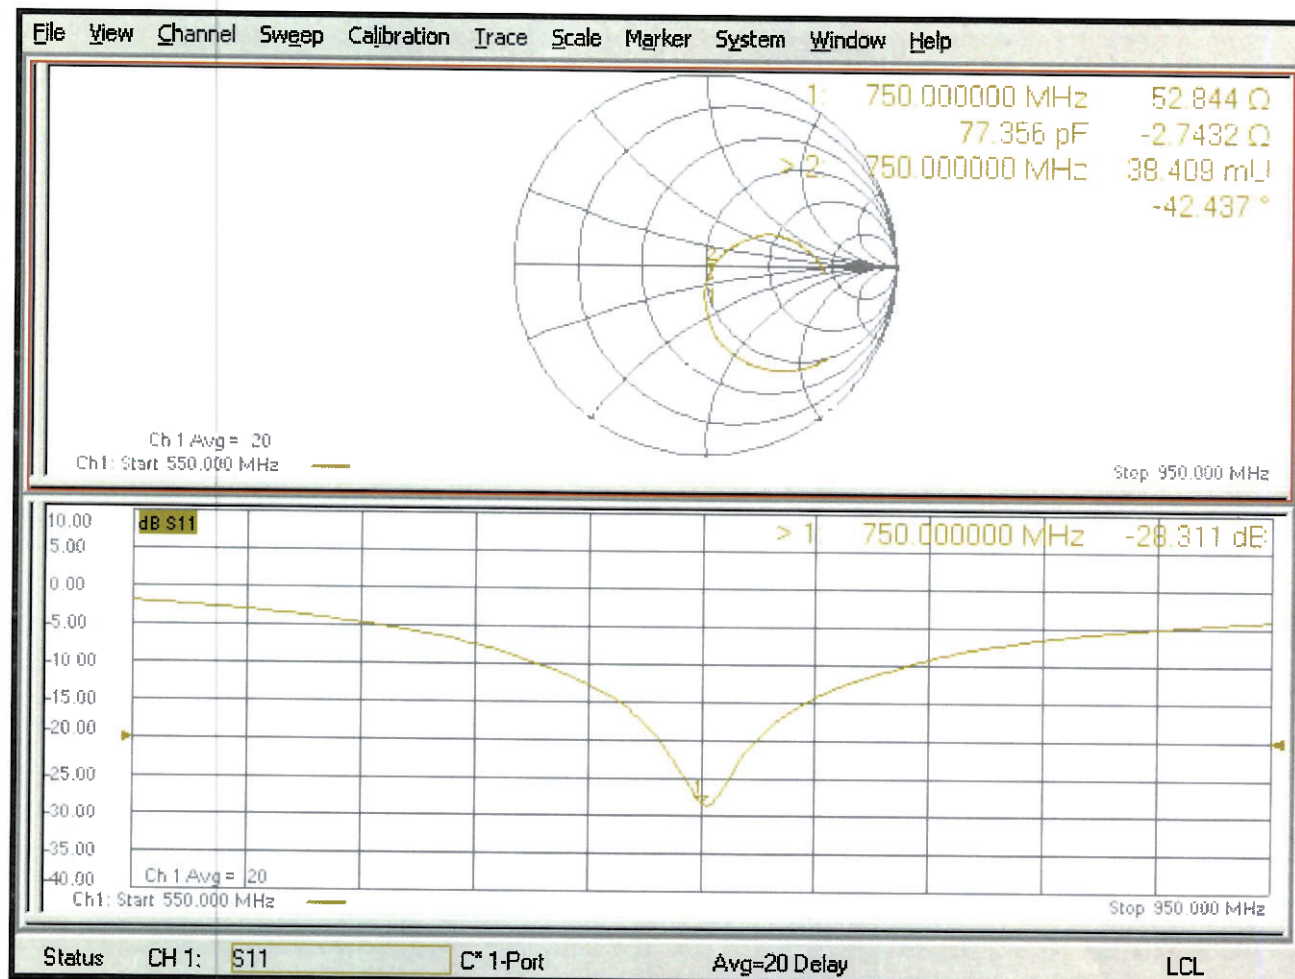 File View Channel Sweep Calibration Trace Scale Marker System Window Help
1: 750.000000 MHz 52.844 Ω
77.356 pF -2.7432 Ω
> 2: 750.000000 MHz 38.409 mU
-42.437 °
2
Ch 1 Avg = 20
Ch1: Start 550.000 MHz
Stop 950.000 MHz
10.00
dB S11
> 1: 750.000000 MHz -28.311 dB
5.00
0.00
-5.00
-10.00
-15.00
-20.00
-25.00
1
-30.00
-35.00
-40.00
Ch 1 Avg = 20
Ch1: Start 550.000 MHz
Stop 950.000 MHz
Status CH 1: S11 C* 1-Port Avg=20 Delay LCL